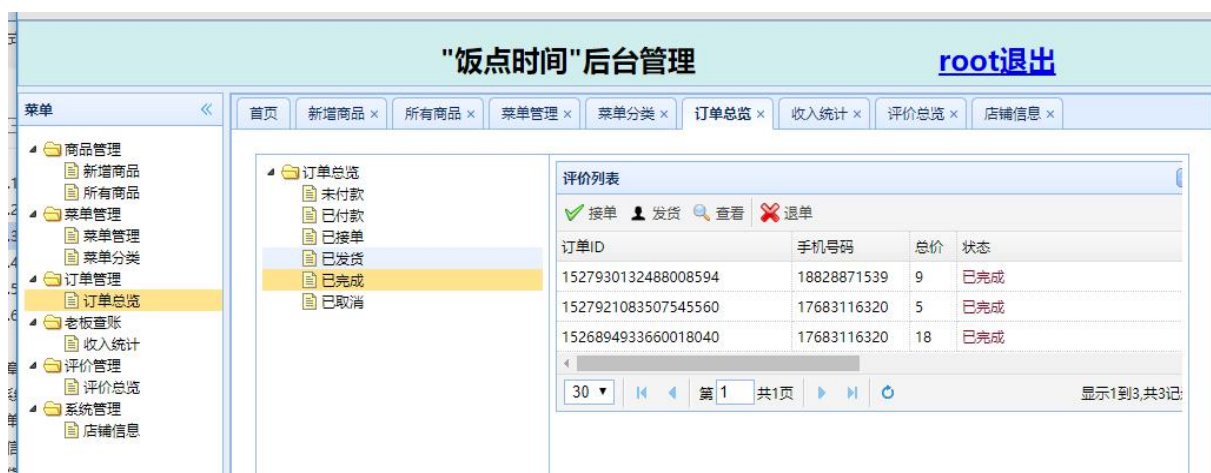 "饭点时间"后台管理
root退出
菜单
商品管理
新增商品
所有商品
菜单管理
菜单管理
菜单分类
订单管理
订单总览
老板查账
收入统计
评价管理
评价总览
系统管理
店铺信息
首页 新增商品 × 所有商品 × 菜单管理 × 菜单分类 × 订单总览 × 收入统计 × 评价总览 × 店铺信息 ×
订单总览
未付款
已付款
已接单
已发货
已完成
已取消
评价列表
接单 发货 查看 退单
订单ID 手机号码 总价 状态
1527930132488008594 18828871539 9 已完成
1527921083507545560 17683116320 5 已完成
1526894933660018040 17683116320 18 已完成
30 第 1 共1页 显示1到3,共3记